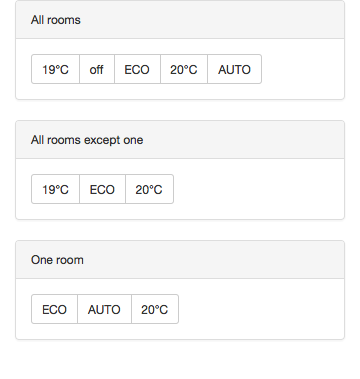 All rooms
19°C off ECO 20°C AUTO
All rooms except one
19°C ECO 20°C
One room
ECO AUTO 20°C